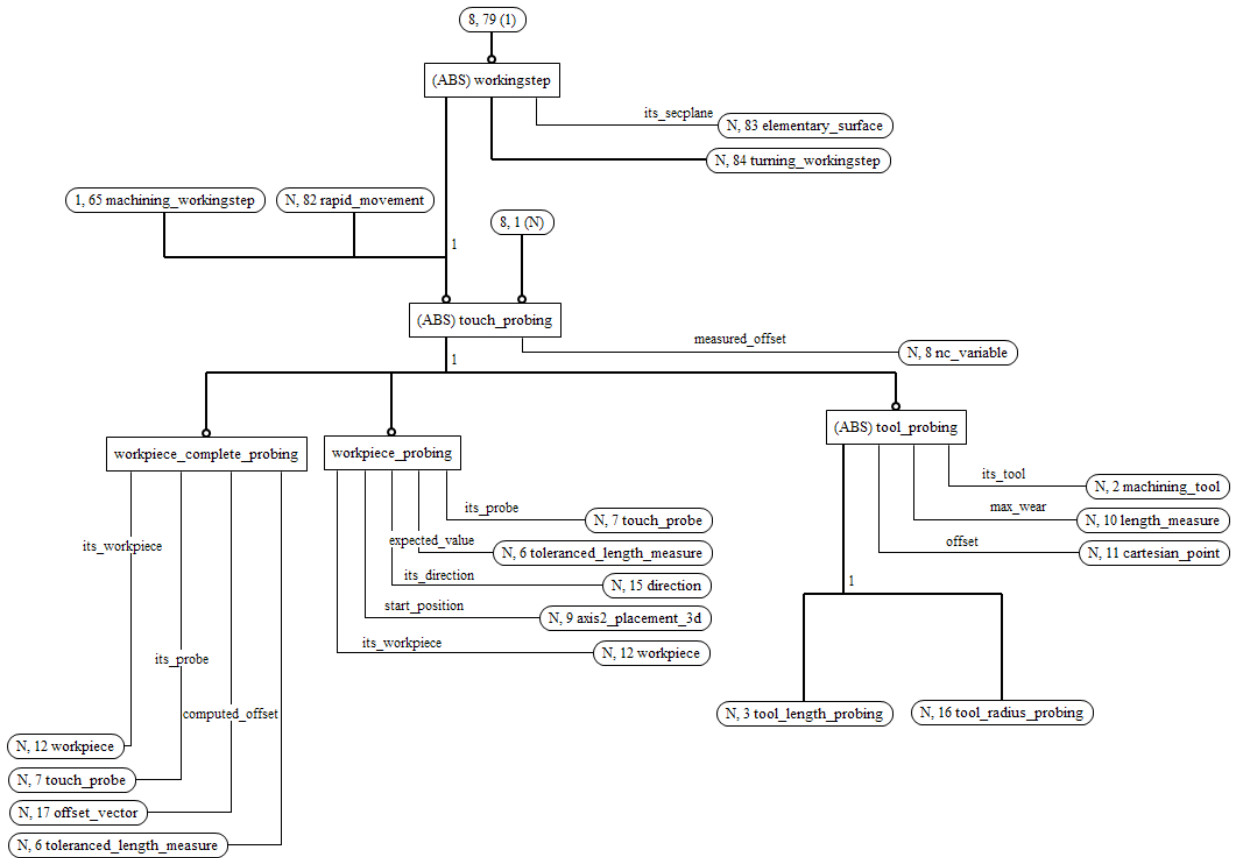 8, 79 (1)
(ABS) workingstep
its_secplane
N, 83 elementary_surface
N, 84 turning_workingstep
1, 65 machining_workingstep
N, 82 rapid_movement
8, 1 (N)
1
(ABS) touch_probing
measured_offset
N, 8 nc_variable
1
workpiece_complete_probing
workpiece_probing
(ABS) tool_probing
its_tool
N, 2 machining_tool
max_wear
N, 10 length_measure
offset
N, 11 cartesian_point
its_probe
N, 7 touch_probe
expected_value
N, 6 toleranced_length_measure
its_direction
N, 15 direction
start_position
N, 9 axis2_placement_3d
its_workpiece
N, 12 workpiece
1
N, 3 tool_length_probing
N, 16 tool_radius_probing
its_workpiece
its_probe
computed_offset
N, 12 workpiece
N, 7 touch_probe
N, 17 offset_vector
N, 6 toleranced_length_measure